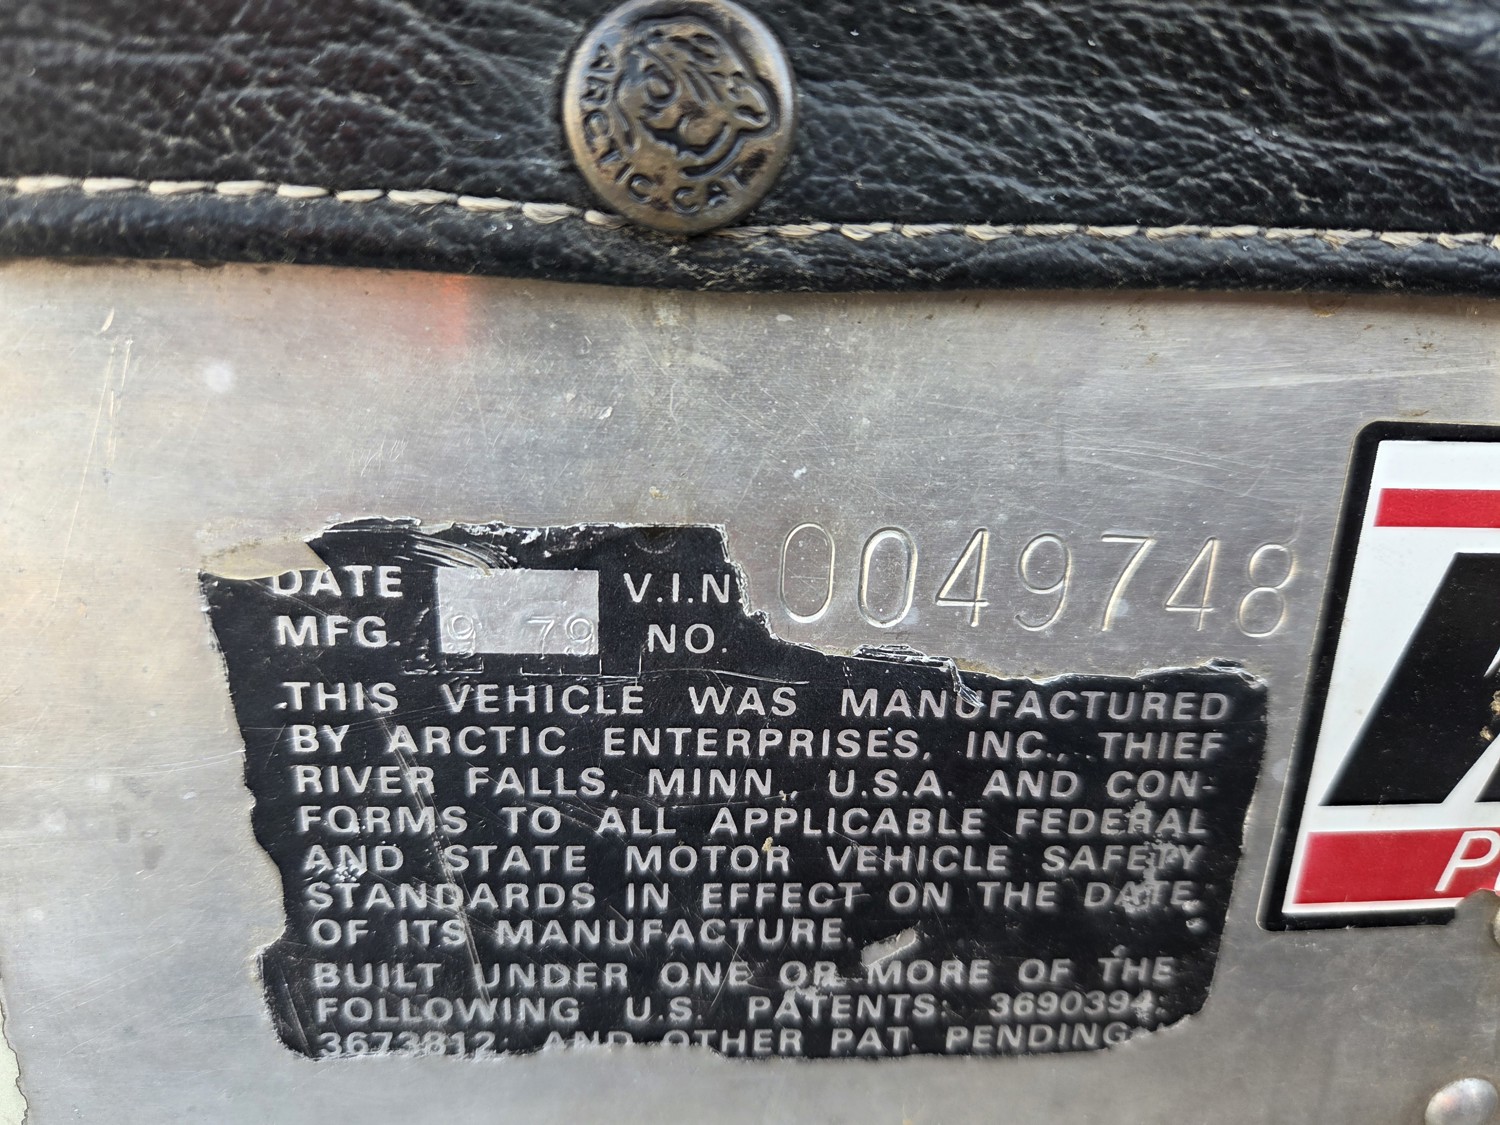 ARCTIC CAT
0049748
DATE
MFG. 9 79
V.I.N.
NO.
THIS VEHICLE WAS MANUFACTURED
BY ARCTIC ENTERPRISES, INC., THIEF
RIVER FALLS, MINN., U.S.A. AND CON-
FORMS TO ALL APPLICABLE FEDERAL
AND STATE MOTOR VEHICLE SAFETY
STANDARDS IN EFFECT ON THE DATE
OF ITS MANUFACTURE.
BUILT UNDER ONE OR MORE OF THE
FOLLOWING U.S. PATENTS: 3690394;
3673812; AND OTHER PAT. PENDING